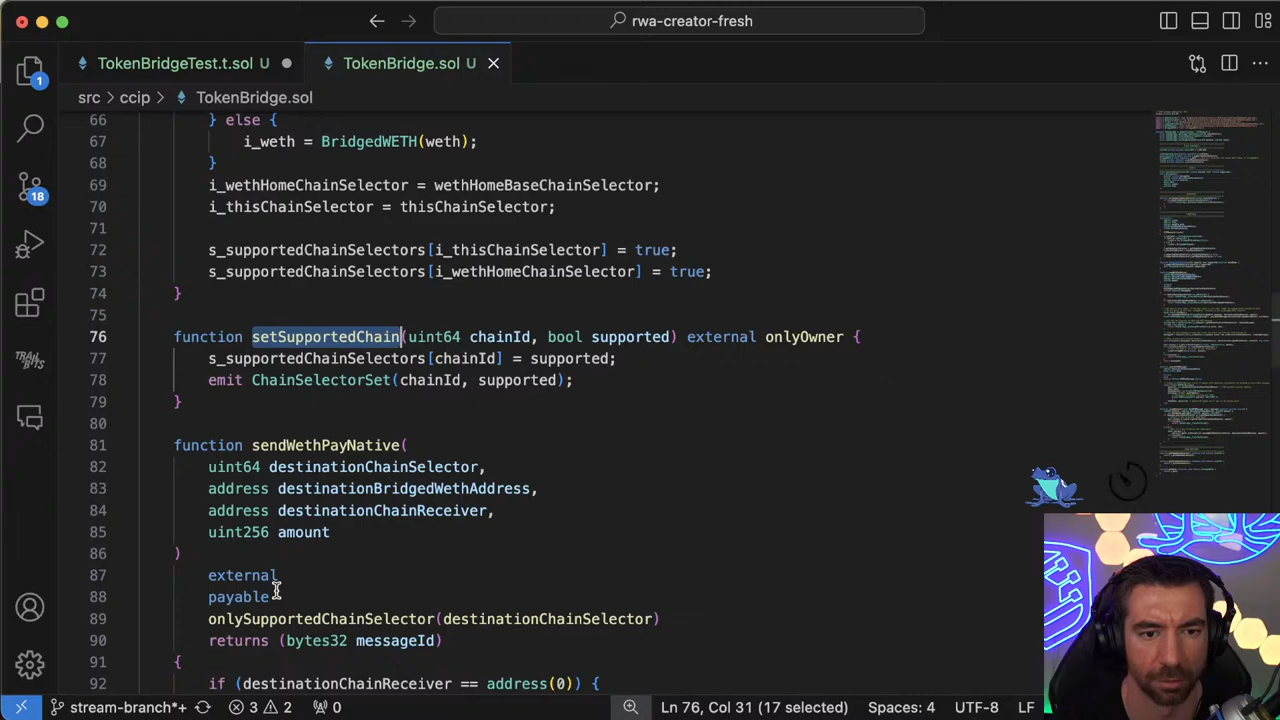 rwa-creator-fresh
TokenBridgeTest.t.sol U
TokenBridge.sol U
src > ccip > TokenBridge.sol
66 } else {
67 i_weth = BridgedWETH(weth);
68 }
69 i_wethHomeChainSelector = wethHomeBaseChainSelector;
70 i_thisChainSelector = thisChainSelector;
71
72 s_supportedChainSelectors[i_thisChainSelector] = true;
73 s_supportedChainSelectors[i_wethHomeChainSelector] = true;
74 }
75
76 function setSupportedChain(uint64 chainId, bool supported) external onlyOwner {
77 s_supportedChainSelectors[chainId] = supported;
78 emit ChainSelectorSet(chainId, supported);
79 }
80
81 function sendWethPayNative(
82 uint64 destinationChainSelector,
83 address destinationBridgedWethAddress,
84 address destinationChainReceiver,
85 uint256 amount
86 )
87 external
88 payable
89 onlySupportedChainSelector(destinationChainSelector)
90 returns (bytes32 messageId)
91 {
92 if (destinationChainReceiver == address(0)) {
1
18
TRAIL OF BITS
stream-branch*+ 3 2 0 Ln 76, Col 31 (17 selected) Spaces: 4 UTF-8 LF